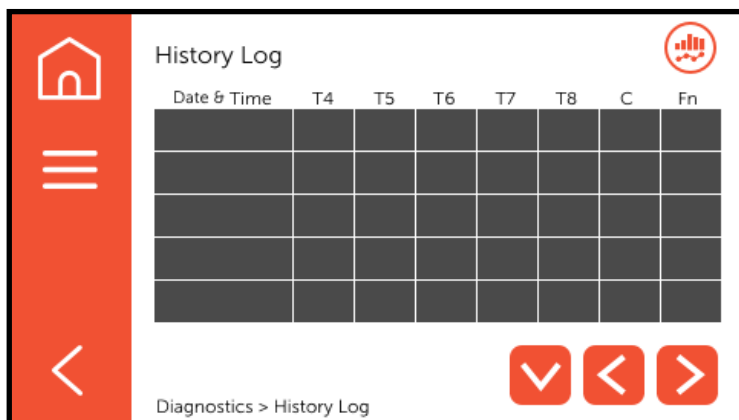 History Log
Date & Time T4 T5 T6 T7 T8 C Fn
Diagnostics > History Log